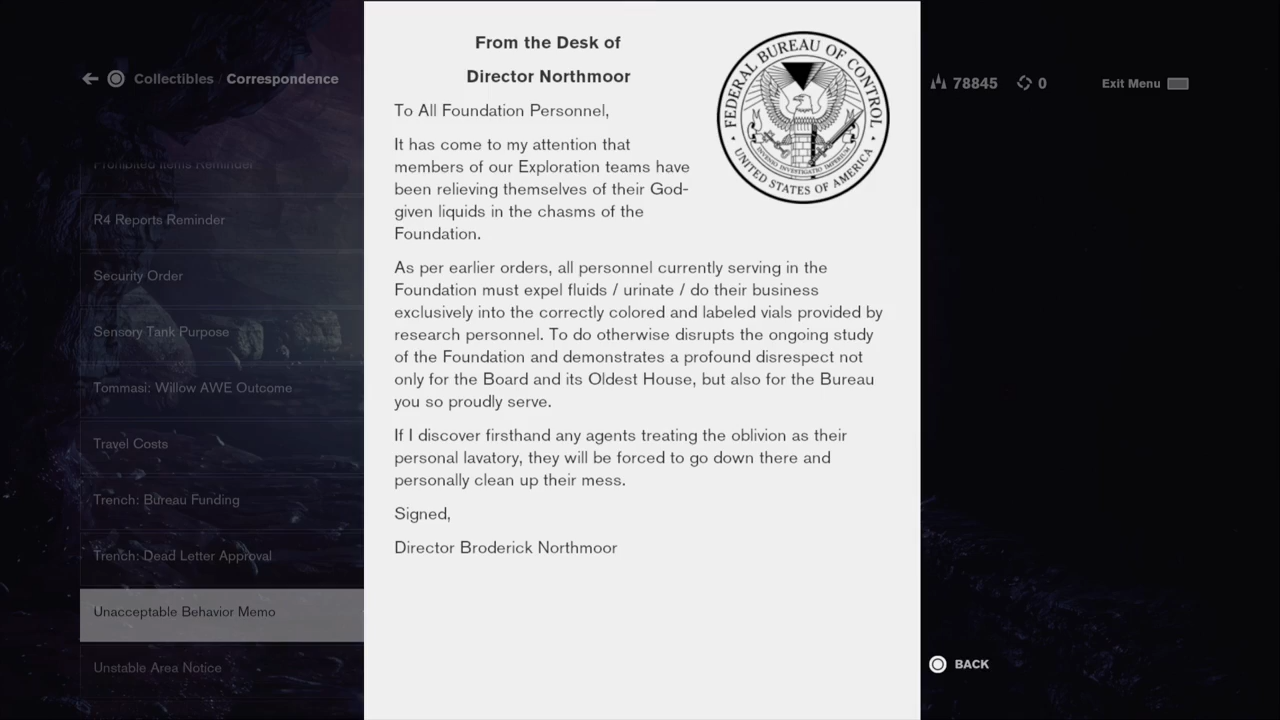 From the Desk of
Director Northmoor
FEDERAL BUREAU OF CONTROL
UNITED STATES OF AMERICA
Collectibles / Correspondence
78845
0
Exit Menu
To All Foundation Personnel,
It has come to my attention that
members of our Exploration teams have
been relieving themselves of their God-
given liquids in the chasms of the
Foundation.
As per earlier orders, all personnel currently serving in the
Foundation must expel fluids / urinate / do their business
exclusively into the correctly colored and labeled vials provided by
research personnel. To do otherwise disrupts the ongoing study
of the Foundation and demonstrates a profound disrespect not
only for the Board and its Oldest House, but also for the Bureau
you so proudly serve.
If I discover firsthand any agents treating the oblivion as their
personal lavatory, they will be forced to go down there and
personally clean up their mess.
Signed,
Director Broderick Northmoor
Prohibited Items Reminder
R4 Reports Reminder
Security Order
Sensory Tank Purpose
Tommasi: Willow AWE Outcome
Travel Costs
Trench: Bureau Funding
Trench: Dead Letter Approval
Unacceptable Behavior Memo
Unstable Area Notice
BACK